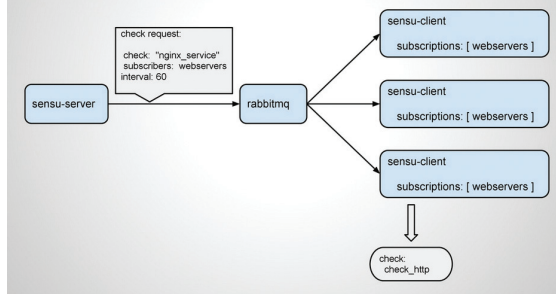 check request:
check: "nginx_service"
subscribers: webservers
interval: 60
sensu-server
rabbitmq
sensu-client
subscriptions: [ webservers ]
sensu-client
subscriptions: [ webservers ]
sensu-client
subscriptions: [ webservers ]
check:
check_http